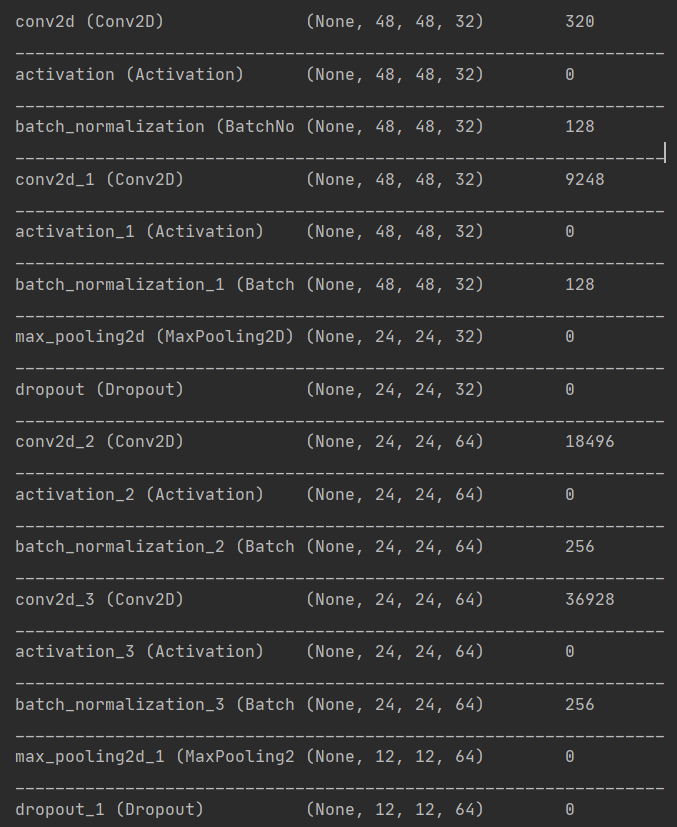 conv2d (Conv2D) (None, 48, 48, 32) 320
_________________________________________________________________
activation (Activation) (None, 48, 48, 32) 0
_________________________________________________________________
batch_normalization (BatchNo (None, 48, 48, 32) 128
_________________________________________________________________
conv2d_1 (Conv2D) (None, 48, 48, 32) 9248
_________________________________________________________________
activation_1 (Activation) (None, 48, 48, 32) 0
_________________________________________________________________
batch_normalization_1 (Batch (None, 48, 48, 32) 128
_________________________________________________________________
max_pooling2d (MaxPooling2D) (None, 24, 24, 32) 0
_________________________________________________________________
dropout (Dropout) (None, 24, 24, 32) 0
_________________________________________________________________
conv2d_2 (Conv2D) (None, 24, 24, 64) 18496
_________________________________________________________________
activation_2 (Activation) (None, 24, 24, 64) 0
_________________________________________________________________
batch_normalization_2 (Batch (None, 24, 24, 64) 256
_________________________________________________________________
conv2d_3 (Conv2D) (None, 24, 24, 64) 36928
_________________________________________________________________
activation_3 (Activation) (None, 24, 24, 64) 0
_________________________________________________________________
batch_normalization_3 (Batch (None, 24, 24, 64) 256
_________________________________________________________________
max_pooling2d_1 (MaxPooling2 (None, 12, 12, 64) 0
_________________________________________________________________
dropout_1 (Dropout) (None, 12, 12, 64) 0